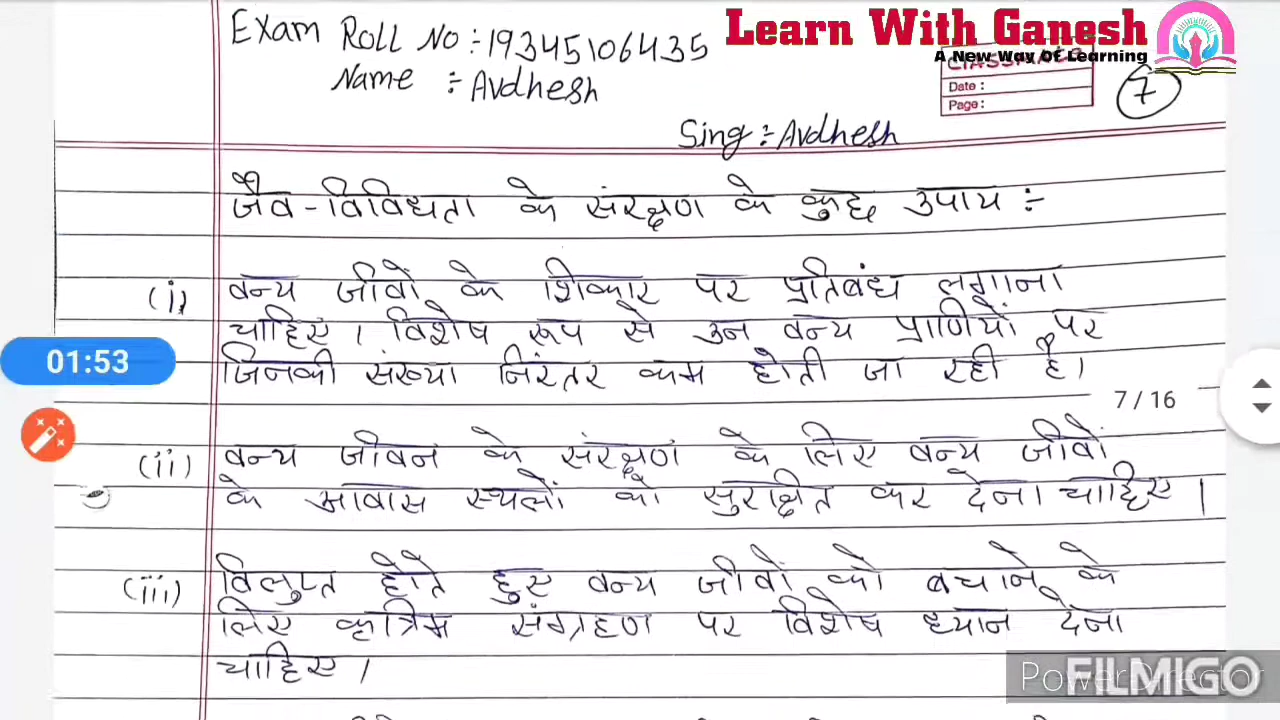 Exam Roll No :- 19345106435
Learn With Ganesh
A New Way Of Learning
Name :- Avdhesh
CLASSMATE
Date :
Page :
7
Sing :- Avdhesh
जैव - विविधता के संरक्षण के कुछ उपाय :-
(i) वन्य जीवों के शिकार पर प्रतिबंध लगाना
चाहिए । विशेष रूप से उन वन्य प्राणियों पर
01:53
जिनकी संख्या निरंतर कम होती जा रही है।
7 / 16
(ii) वन्य जीवन के संरक्षण के लिए वन्य जीवों
के आवास स्थलों को सुरक्षित कर देना चाहिए ।
(iii) विलुप्त होते हुए वन्य जीवों को बचाने के
लिए कृत्रिम संग्रहण पर विशेष ध्यान देना
चाहिए ।
PowerDirector
FILMIGO